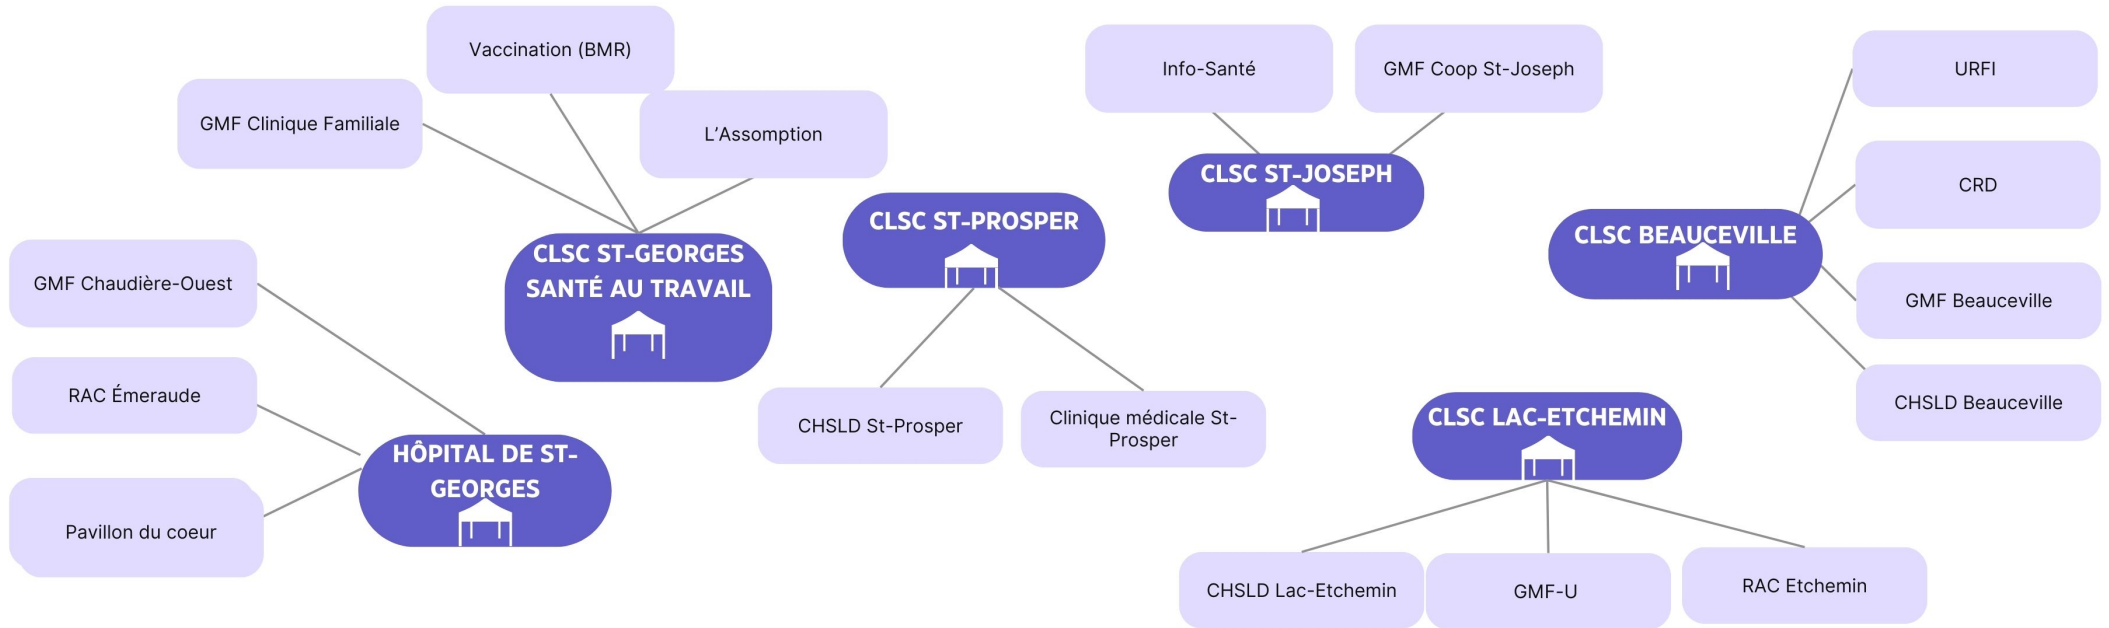 Vaccination (BMR)
GMF Clinique Familiale
L’Assomption
CLSC ST-GEORGES
SANTÉ AU TRAVAIL
GMF Chaudière-Ouest
RAC Émeraude
Pavillon du coeur
HÔPITAL DE ST-
GEORGES
CLSC ST-PROSPER
CHSLD St-Prosper
Clinique médicale St-
Prosper
Info-Santé
GMF Coop St-Joseph
CLSC ST-JOSEPH
URFI
CRD
CLSC BEAUCEVILLE
GMF Beauceville
CHSLD Beauceville
CLSC LAC-ETCHEMIN
CHSLD Lac-Etchemin
GMF-U
RAC Etchemin